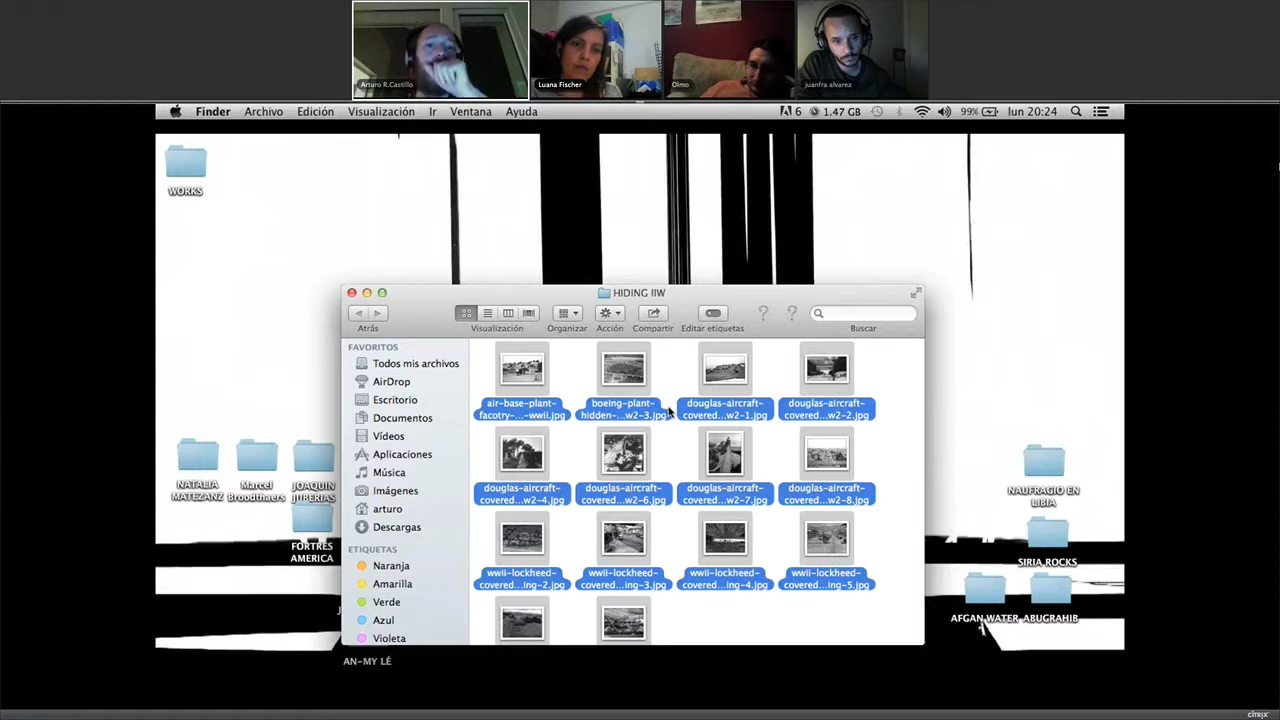 Arturo R.Castillo
Luana Fischer
Olmo
juanfra alvarez
Finder Archivo Edición Visualización Ir Ventana Ayuda
6 1.47 GB 99% lun 20:24
WORKS
HIDING IIW
Atrás Visualización Organizar Acción Compartir Editar etiquetas Buscar
FAVORITOS
Todos mis archivos
AirDrop
Escritorio
Documentos
Vídeos
Aplicaciones
Música
Imágenes
arturo
Descargas
ETIQUETAS
Naranja
Amarilla
Verde
Azul
Violeta
air-base-plant-
facotry-...-wwii.jpg
boeing-plant-
hidden-...w2-3.jpg
douglas-aircraft-
covered...w2-1.jpg
douglas-aircraft-
covered...w2-2.jpg
douglas-aircraft-
covered...w2-4.jpg
douglas-aircraft-
covered...w2-6.jpg
douglas-aircraft-
covered...w2-7.jpg
douglas-aircraft-
covered...w2-8.jpg
wwii-lockheed-
covered...ing-2.jpg
wwii-lockheed-
covered...ing-3.jpg
wwii-lockheed-
covered...ing-4.jpg
wwii-lockheed-
covered...ing-5.jpg
NATALIA
MATEZANZ
Marcel
Broodthaers
JOAQUIN
JUBERIAS
FORTRES
AMERICA
NAUFRAGIO EN
LIBIA
SIRIA ROCKS
AFGAN WATER
ABUGRAHIB
AN-MY LÉ
CITRIX